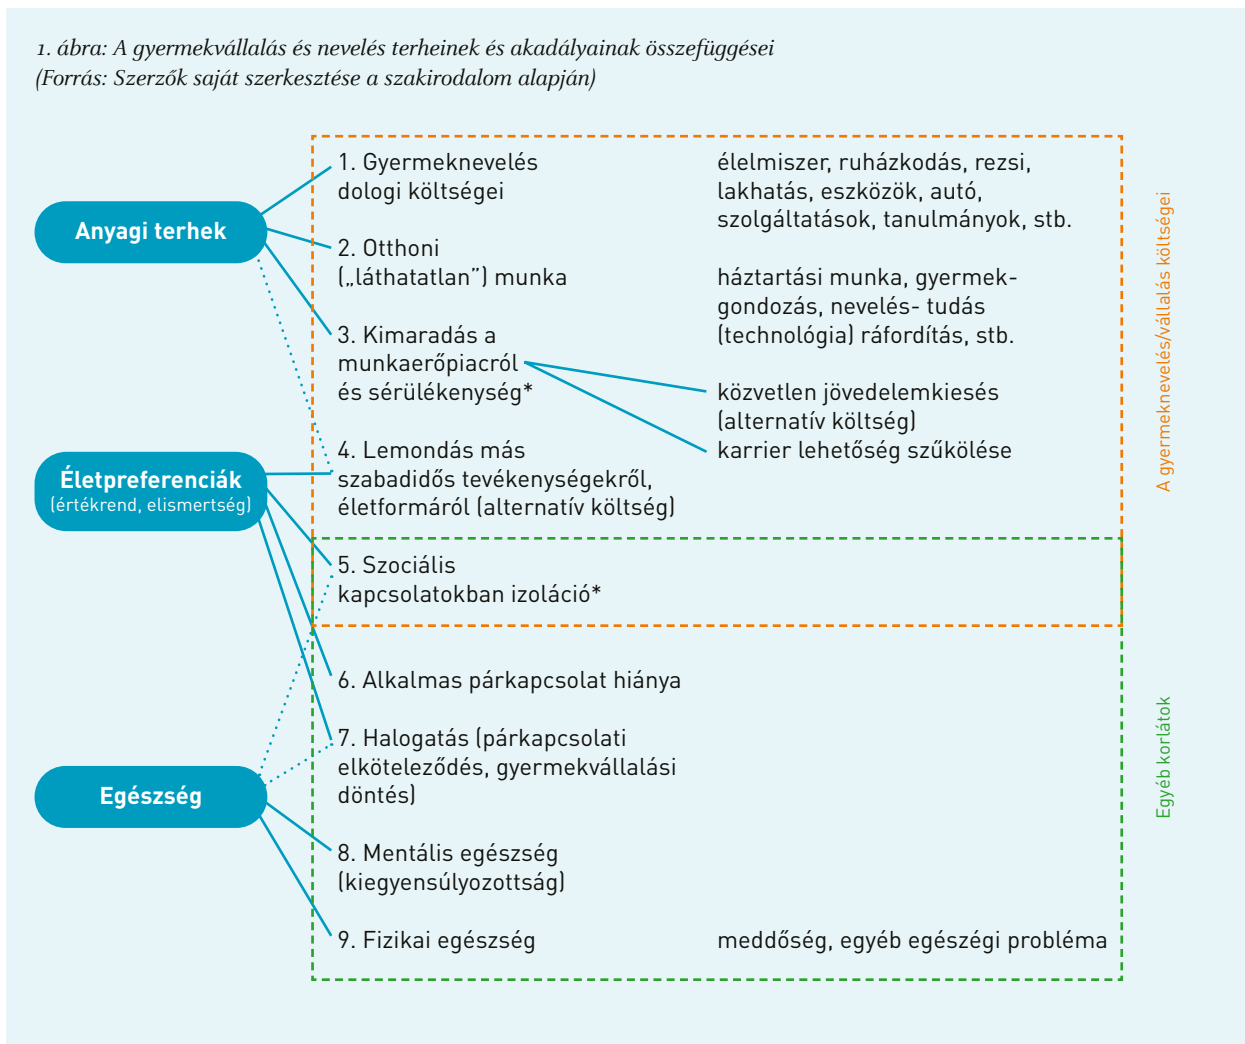 1. ábra: A gyermekvállalás és nevelés terheinek és akadályainak összefüggései
(Forrás: Szerzők saját szerkesztése a szakirodalom alapján)
Anyagi terhek
Életpreferenciák
(értékrend, elismertség)
Egészség
1. Gyermeknevelés
dologi költségei
élelmiszer, ruházkodás, rezsi,
lakhatás, eszközök, autó,
szolgáltatások, tanulmányok, stb.
2. Otthoni
(„láthatatlan”) munka
háztartási munka, gyermek-
gondozás, nevelés- tudás
(technológia) ráfordítás, stb.
3. Kimaradás a
munkaerőpiacról
és sérülékenység*
közvetlen jövedelemkiesés
(alternatív költség)
karrier lehetőség szűkölése
4. Lemondás más
szabadidős tevékenységekről,
életformáról (alternatív költség)
5. Szociális
kapcsolatokban izoláció*
6. Alkalmas párkapcsolat hiánya
7. Halogatás (párkapcsolati
elköteleződés, gyermekvállalási
döntés)
8. Mentális egészség
(kiegyensúlyozottság)
9. Fizikai egészség
meddőség, egyéb egészégi probléma
A gyermeknevelés/vállalás költségei
Egyéb korlátok